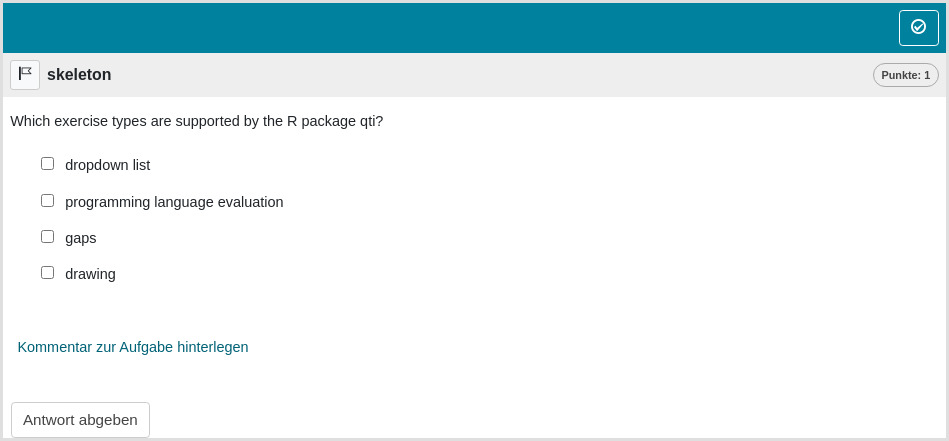 skeleton
Punkte: 1
Which exercise types are supported by the R package qti?
dropdown list
programming language evaluation
gaps
drawing
Kommentar zur Aufgabe hinterlegen
Antwort abgeben